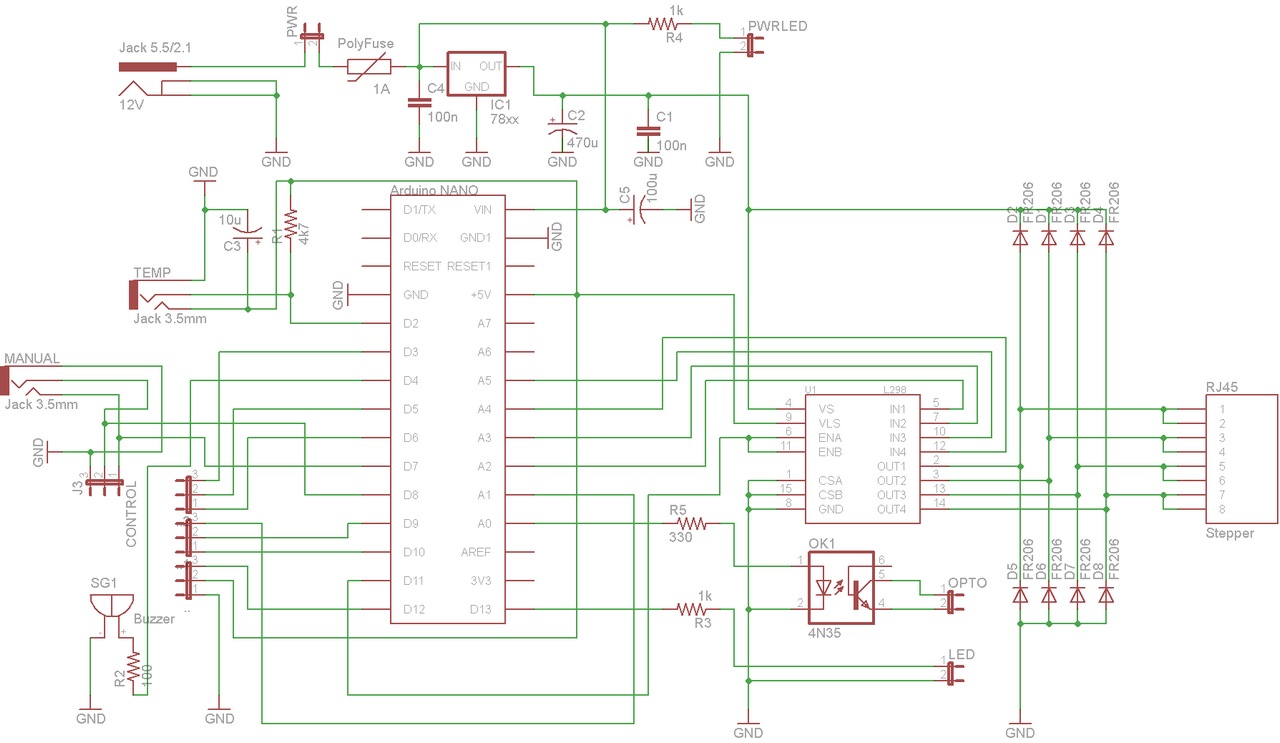 PWR
1
2
Jack 5.5/2.1
12V
GND
PolyFuse
1A
C4
100n
GND
IN OUT
GND
IC1
78xx
GND
C2
470u
GND
C1
100n
GND
1k
R4
1
2
PWRLED
GND
GND
10u
C3
R1
4k7
TEMP
Jack 3.5mm
C5
100u
GND
Arduino NANO
D1/TX VIN
D0/RX GND1
GND
RESET RESET1
GND
GND +5V
D2 A7
D3 A6
D4 A5
D5 A4
D6 A3
D7 A2
D8 A1
D9 A0
D10 AREF
D11 3V3
D12 D13
MANUAL
Jack 3.5mm
GND
J3
3
2
1
CONTROL
3
2
1
3
2
1
3
2
1
..
SG1
Buzzer
- +
R2
100
GND
GND
R5
330
1k
R3
U1 L298
4 VS IN1 5
9 VLS IN2 7
6 ENA IN3 10
11 ENB IN4 12
OUT1 2
1 CSA OUT2 3
15 CSB OUT3 13
8 GND OUT4 14
D2
FR206
D1
FR206
D3
FR206
D4
FR206
D5
FR206
D6
FR206
D7
FR206
D8
FR206
RJ45
1
2
3
4
5
6
7
8
Stepper
OK1
1
2
6
5
4
4N35
OPTO
1
2
LED
1
2
GND
GND